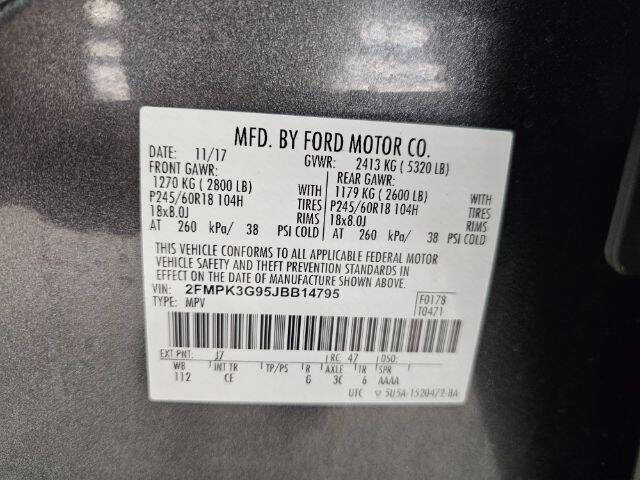 MFD. BY FORD MOTOR CO.
DATE: 11/17 GVWR: 2413 KG ( 5320 LB)
FRONT GAWR: REAR GAWR:
1270 KG ( 2800 LB) WITH 1179 KG ( 2600 LB) WITH
P245/60R18 104H TIRES P245/60R18 104H TIRES
18x8.0J RIMS 18x8.0J RIMS
AT 260 kPa/ 38 PSI COLD AT 260 kPa/ 38 PSI COLD
THIS VEHICLE CONFORMS TO ALL APPLICABLE FEDERAL MOTOR
VEHICLE SAFETY AND THEFT PREVENTION STANDARDS IN
EFFECT ON THE DATE OF MANUFACTURE SHOWN ABOVE.
VIN: 2FMPK3G95JBB14795 F0178
TYPE: MPV T0471
EXT PNT: J7 RC: 47 DSO:
WB INT TR TP/PS R AXLE TR SPR
112 CE G 3C 6 AAAA
UTC 5U5A-1520472-BA